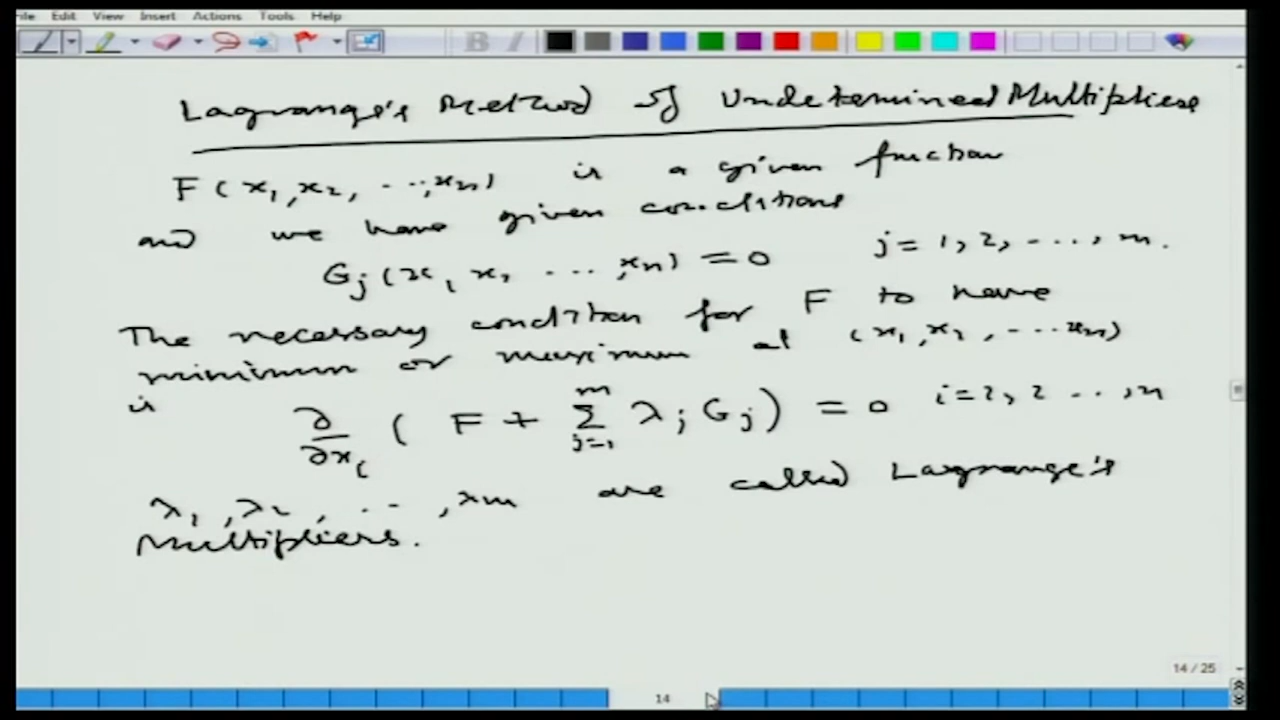 File Edit View Insert Actions Tools Help
B I
Lagrange's Method of Undetermined Multipliers
F(x₁, x₂, ..., xₙ) is a given function
and we have given conditions
Gⱼ(x₁ x₂ ... , xₙ) = 0 j = 1, 2, ..., m.
The necessary condition for F to have
minimum or maximum at (x₁, x₂, ... xₙ)
is
∂/∂xᵢ ( F + Σⱼ₌₁ᵐ λⱼ Gⱼ) = 0 i = 2, 2 .., n
λ₁, λ₂, .. , λm are called Lagrange's
Multipliers.
14 / 25
14